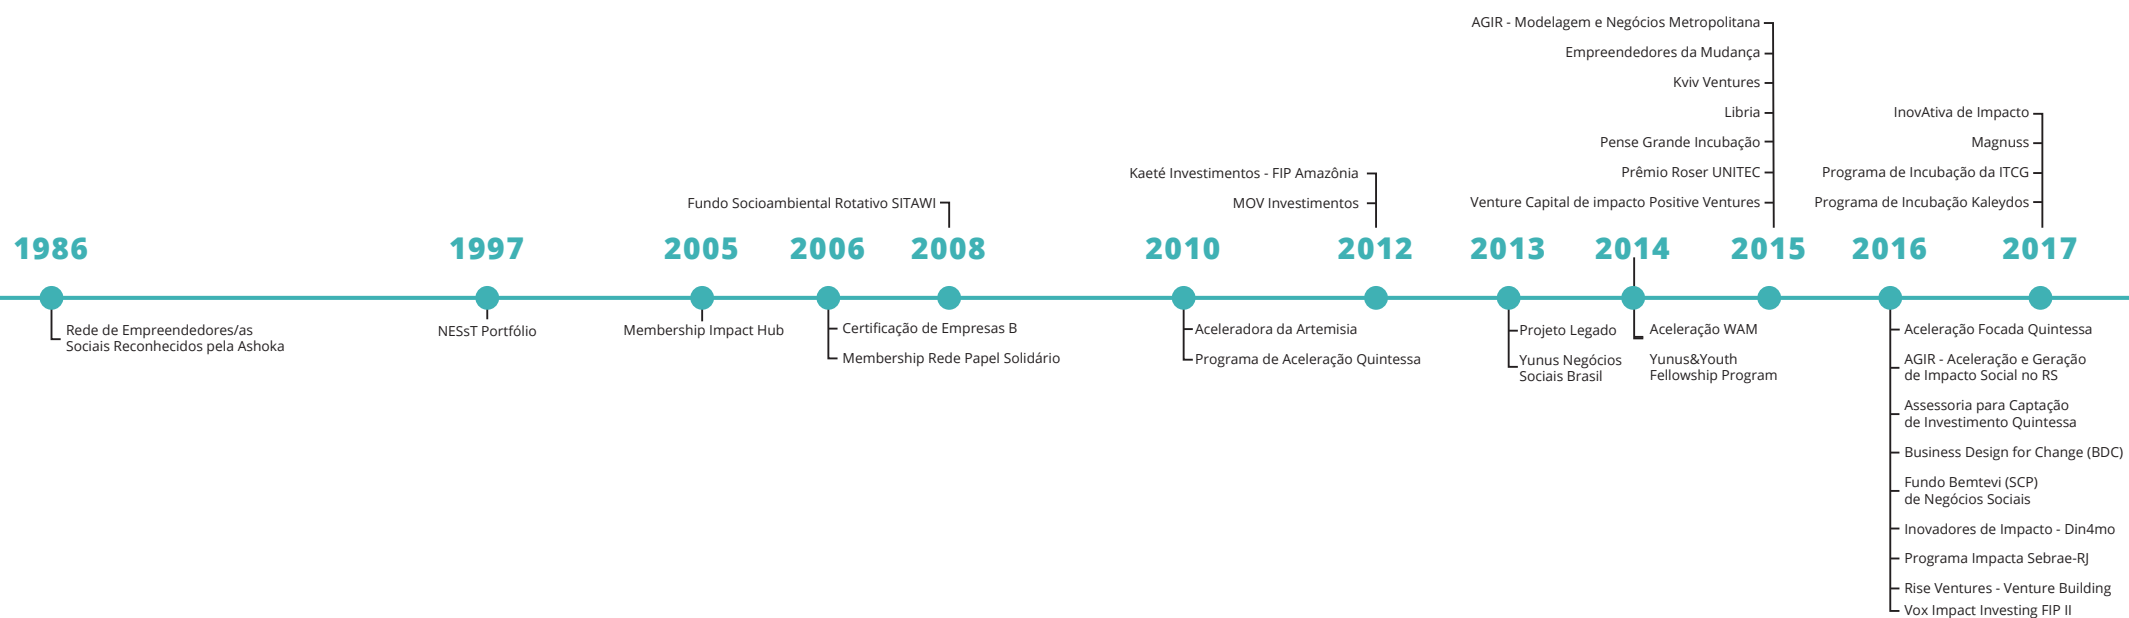 AGIR - Modelagem e Negócios Metropolitana
Empreendedores da Mudança
Kviv Ventures
Libria
Pense Grande Incubação
Prêmio Roser UNITEC
Venture Capital de impacto Positive Ventures
InovAtiva de Impacto
Magnuss
Programa de Incubação da ITCG
Programa de Incubação Kaleydos
Kaeté Investimentos - FIP Amazônia
MOV Investimentos
Fundo Socioambiental Rotativo SITAWI
1986
1997
2005
2006
2008
2010
2012
2013
2014
2015
2016
2017
Rede de Empreendedores/as
Sociais Reconhecidos pela Ashoka
NESsT Portfólio
Membership Impact Hub
Certificação de Empresas B
Membership Rede Papel Solidário
Aceleradora da Artemisia
Programa de Aceleração Quintessa
Projeto Legado
Yunus Negócios
Sociais Brasil
Aceleração WAM
Yunus&Youth
Fellowship Program
Aceleração Focada Quintessa
AGIR - Aceleração e Geração
de Impacto Social no RS
Assessoria para Captação
de Investimento Quintessa
Business Design for Change (BDC)
Fundo Bemtevi (SCP)
de Negócios Sociais
Inovadores de Impacto - Din4mo
Programa Impacta Sebrae-RJ
Rise Ventures - Venture Building
Vox Impact Investing FIP II